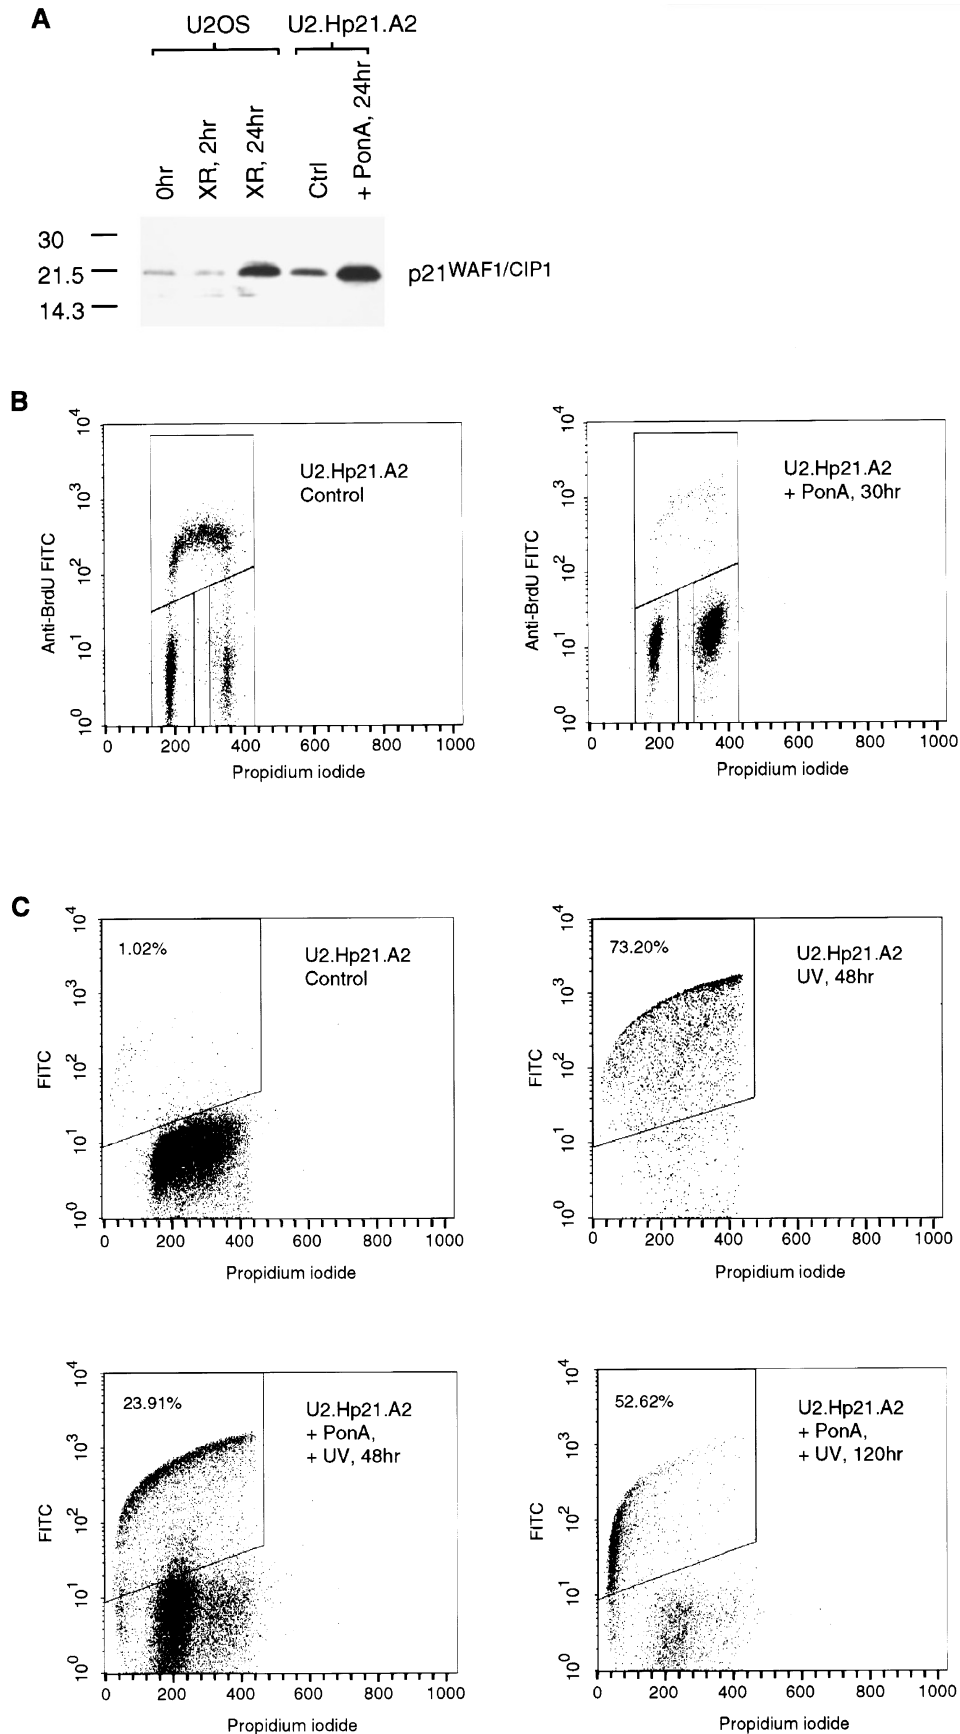 A
U2OS
U2.Hp21.A2
0hr
XR, 2hr
XR, 24hr
Ctrl
+ PonA, 24hr
30
21.5
14.3
p21WAF1/CIP1
B
Anti-BrdU FITC
10^4
10^3
10^2
10^1
10^0
U2.Hp21.A2
Control
0 200 400 600 800 1000
Propidium iodide
Anti-BrdU FITC
10^4
10^3
10^2
10^1
10^0
U2.Hp21.A2
+ PonA, 30hr
0 200 400 600 800 1000
Propidium iodide
C
FITC
10^4
10^3
10^2
10^1
10^0
1.02%
U2.Hp21.A2
Control
0 200 400 600 800 1000
Propidium iodide
FITC
10^4
10^3
10^2
10^1
10^0
73.20%
U2.Hp21.A2
UV, 48hr
0 200 400 600 800 1000
Propidium iodide
FITC
10^4
10^3
10^2
10^1
10^0
23.91%
U2.Hp21.A2
+ PonA,
+ UV, 48hr
0 200 400 600 800 1000
Propidium iodide
FITC
10^4
10^3
10^2
10^1
10^0
52.62%
U2.Hp21.A2
+ PonA,
+ UV, 120hr
0 200 400 600 800 1000
Propidium iodide